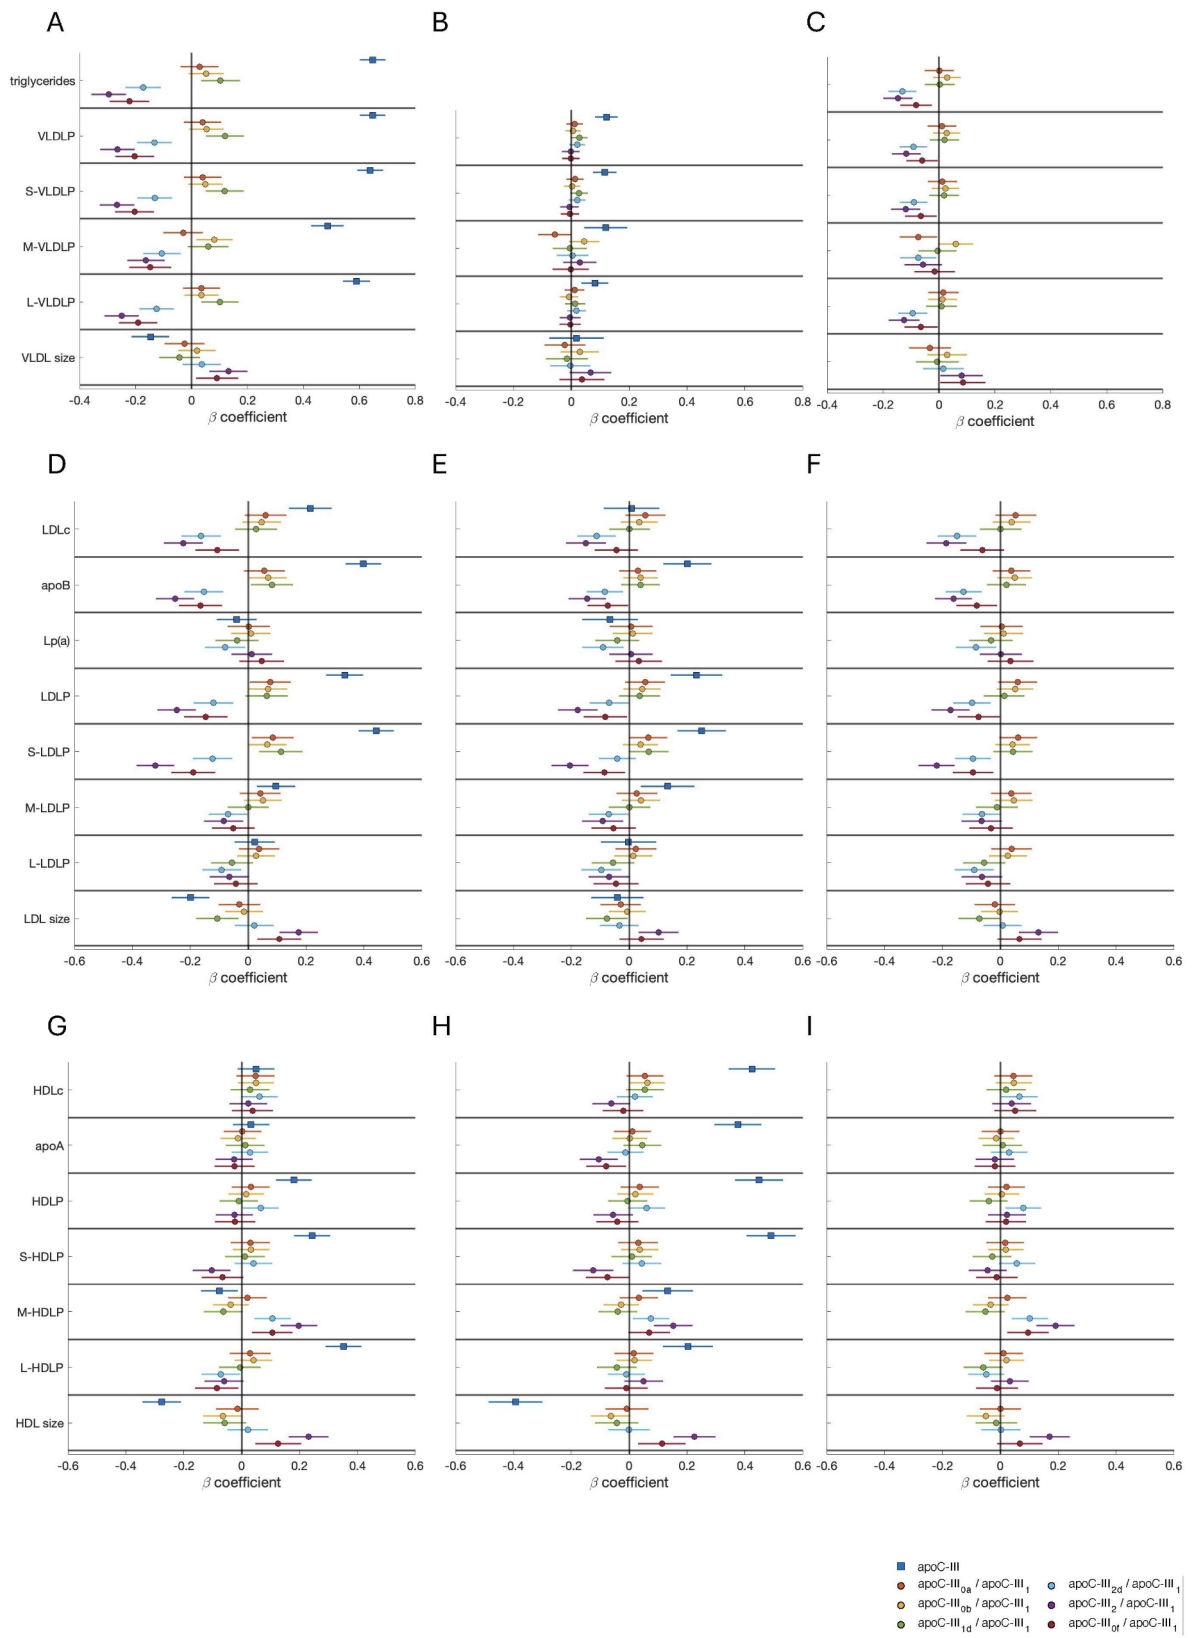 A B C
triglycerides
VLDLP
S-VLDLP
M-VLDLP
L-VLDLP
VLDL size
-0.4 -0.2 0 0.2 0.4 0.6 0.8
β coefficient
-0.4 -0.2 0 0.2 0.4 0.6 0.8
β coefficient
-0.4 -0.2 0 0.2 0.4 0.6 0.8
β coefficient
D E F
LDLc
apoB
Lp(a)
LDLP
S-LDLP
M-LDLP
L-LDLP
LDL size
-0.6 -0.4 -0.2 0 0.2 0.4 0.6
β coefficient
-0.6 -0.4 -0.2 0 0.2 0.4 0.6
β coefficient
-0.6 -0.4 -0.2 0 0.2 0.4 0.6
β coefficient
G H I
HDLc
apoA
HDLP
S-HDLP
M-HDLP
L-HDLP
HDL size
-0.6 -0.4 -0.2 0 0.2 0.4 0.6
β coefficient
-0.6 -0.4 -0.2 0 0.2 0.4 0.6
β coefficient
-0.6 -0.4 -0.2 0 0.2 0.4 0.6
β coefficient
apoC-III
apoC-III0a / apoC-III1
apoC-III0b / apoC-III1
apoC-III1d / apoC-III1
apoC-III2d / apoC-III1
apoC-III2 / apoC-III1
apoC-III0f / apoC-III1